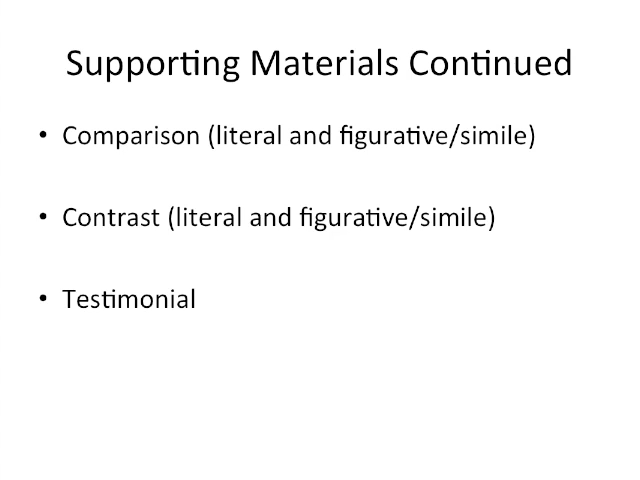 Supporting Materials Continued
• Comparison (literal and figurative/simile)
• Contrast (literal and figurative/simile)
• Testimonial